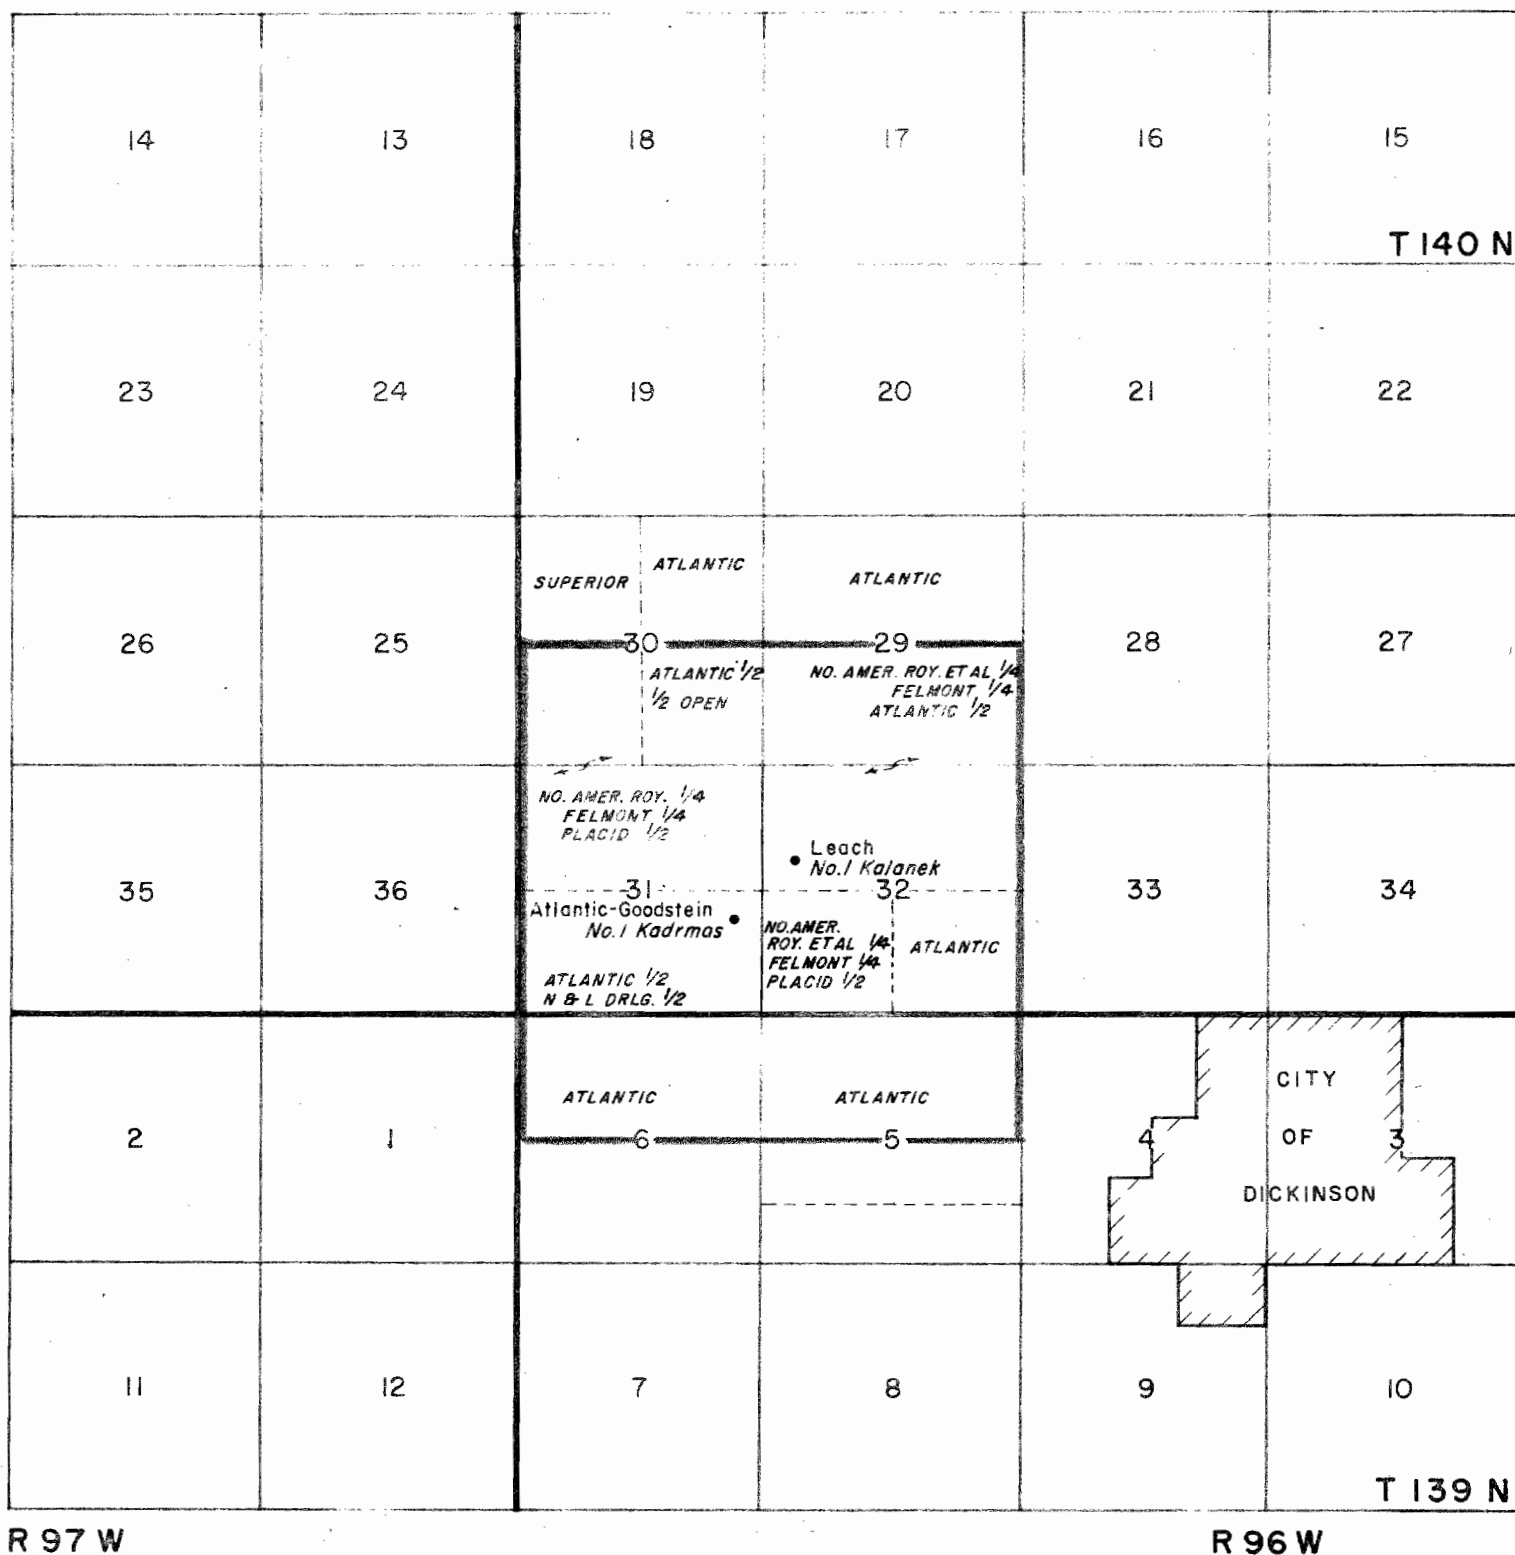 14 13 18 17 16 15
T 140 N
23 24 19 20 21 22
SUPERIOR
ATLANTIC
ATLANTIC
26 25 30 29 28 27
ATLANTIC 1/2
1/2 OPEN
NO. AMER. ROY. ET AL 1/4
FELMONT 1/4
ATLANTIC 1/2
NO. AMER. ROY. 1/4
FELMONT 1/4
PLACID 1/2
Leach
No.1 Kalanek
35 36 31 32 33 34
Atlantic-Goodstein
No.1 Kadrmas
ATLANTIC 1/2
N & L DRLG. 1/2
NO. AMER.
ROY. ET AL 1/4
FELMONT 1/4
PLACID 1/2
ATLANTIC
ATLANTIC
ATLANTIC
2 1 6 5 4 3
CITY
OF
DICKINSON
11 12 7 8 9 10
T 139 N
R 97 W
R 96 W